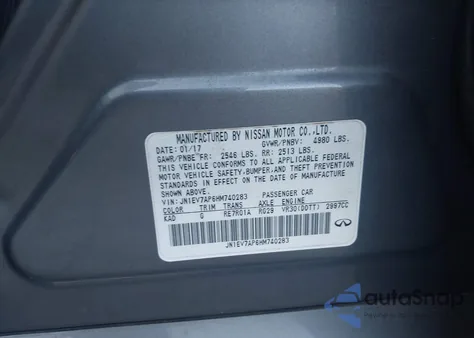 MANUFACTURED BY NISSAN MOTOR CO.,LTD.
DATE: 01/17 GVWR/PNBV: 4980 LBS.
GAWR/PNBE FR: 2546 LBS. RR: 2513 LBS.
THIS VEHICLE CONFORMS TO ALL APPLICABLE FEDERAL
MOTOR VEHICLE SAFETY,BUMPER,AND THEFT PREVENTION
STANDARDS IN EFFECT ON THE DATE OF MANUFACTURE
SHOWN ABOVE.
VIN:JN1EV7AP6HM740283 PASSENGER CAR
COLOR TRIM TRANS AXLE ENGINE
KAD G RE7R01A RG29 VR30(DDTT) 2997CC
JN1EV7AP6HM740283
autoSnap